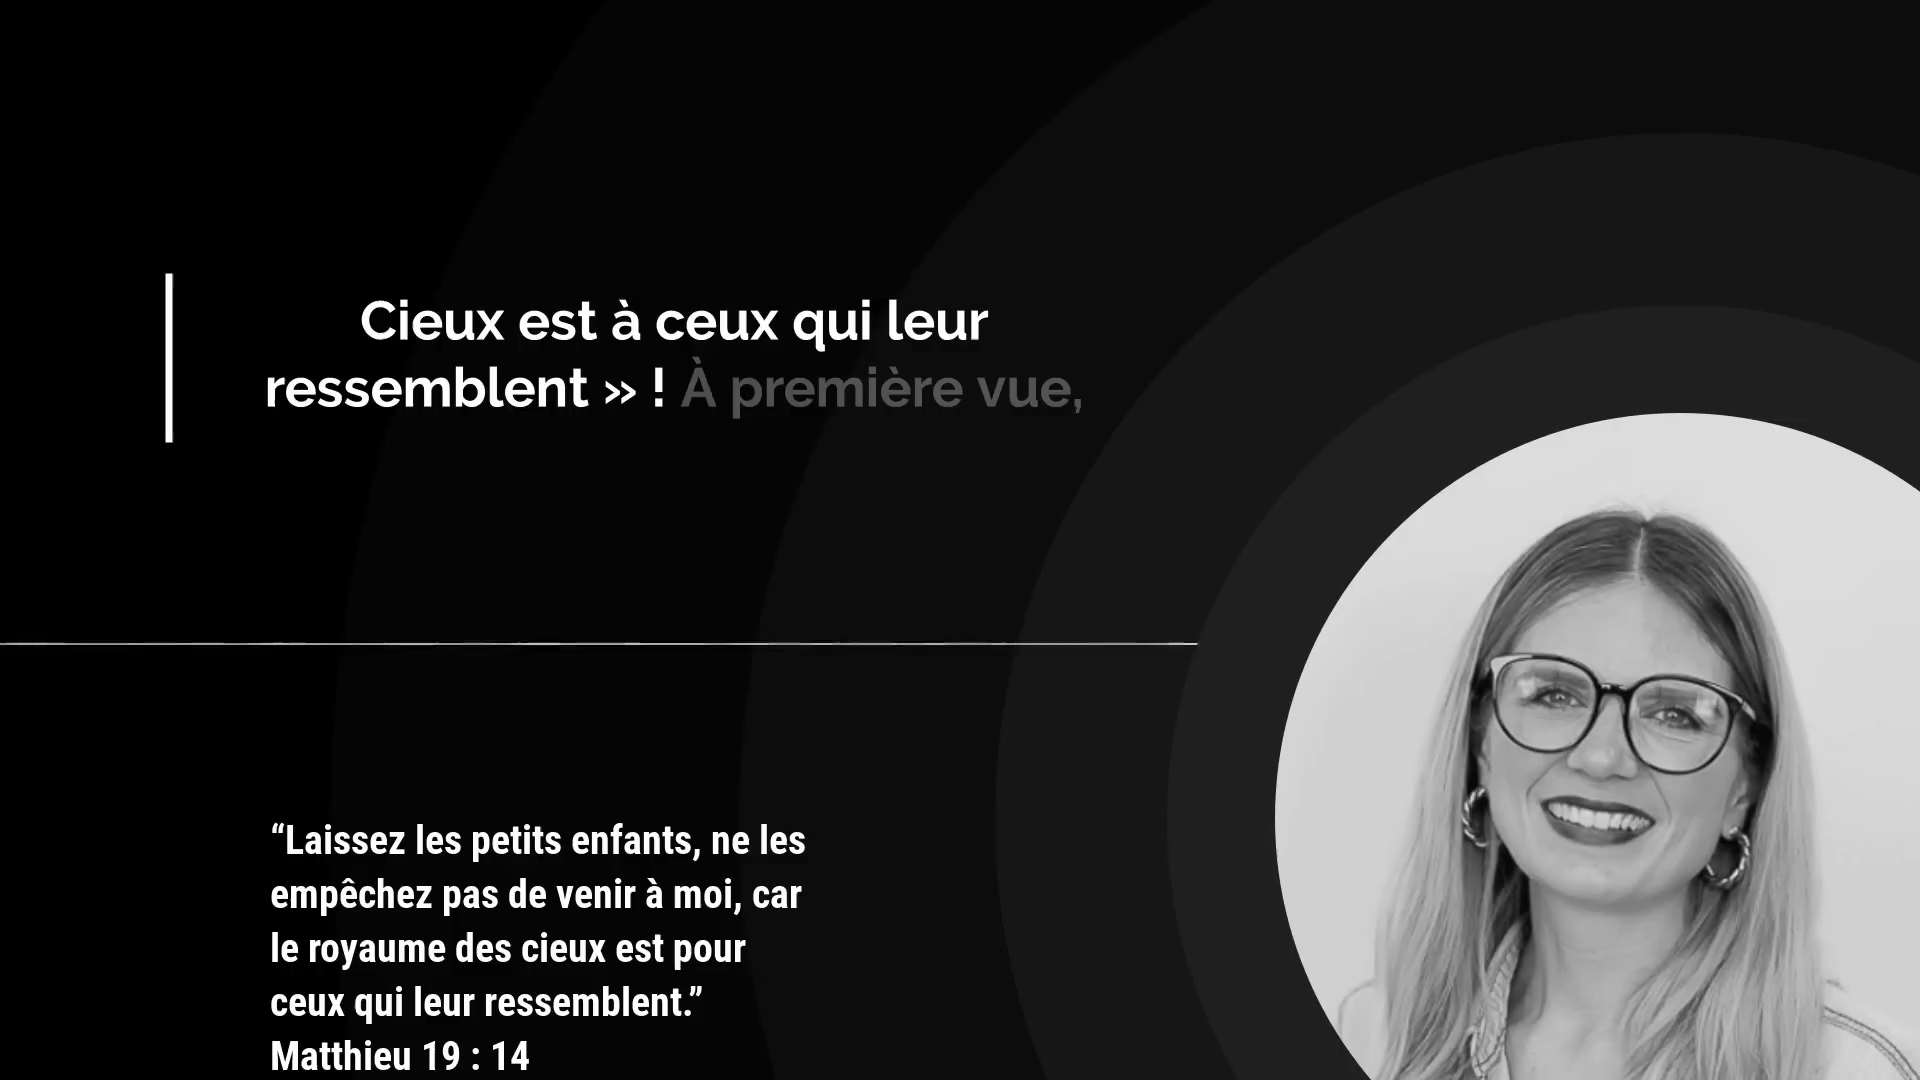 Cieux est à ceux qui leur
ressemblent » ! À première vue,
“Laissez les petits enfants, ne les
empêchez pas de venir à moi, car
le royaume des cieux est pour
ceux qui leur ressemblent.”
Matthieu 19 : 14